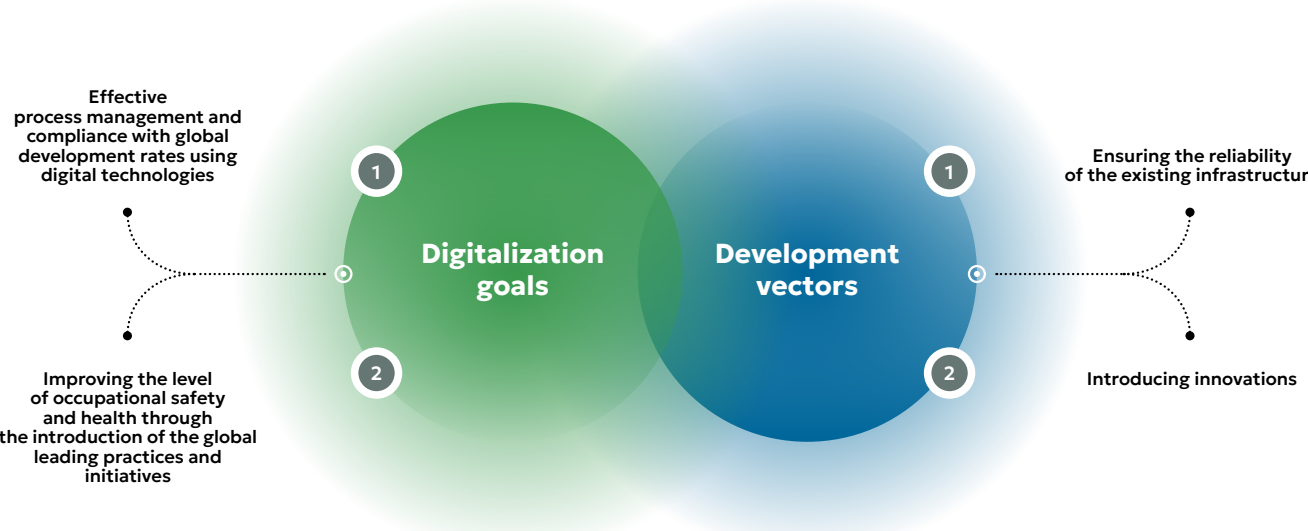 Effective
process management and
compliance with global
development rates using
digital technologies
1
2
Improving the level
of occupational safety
and health through
the introduction of the global
leading practices and
initiatives
Digitalization
goals
Development
vectors
1
2
Ensuring the reliability
of the existing infrastructur
Introducing innovations